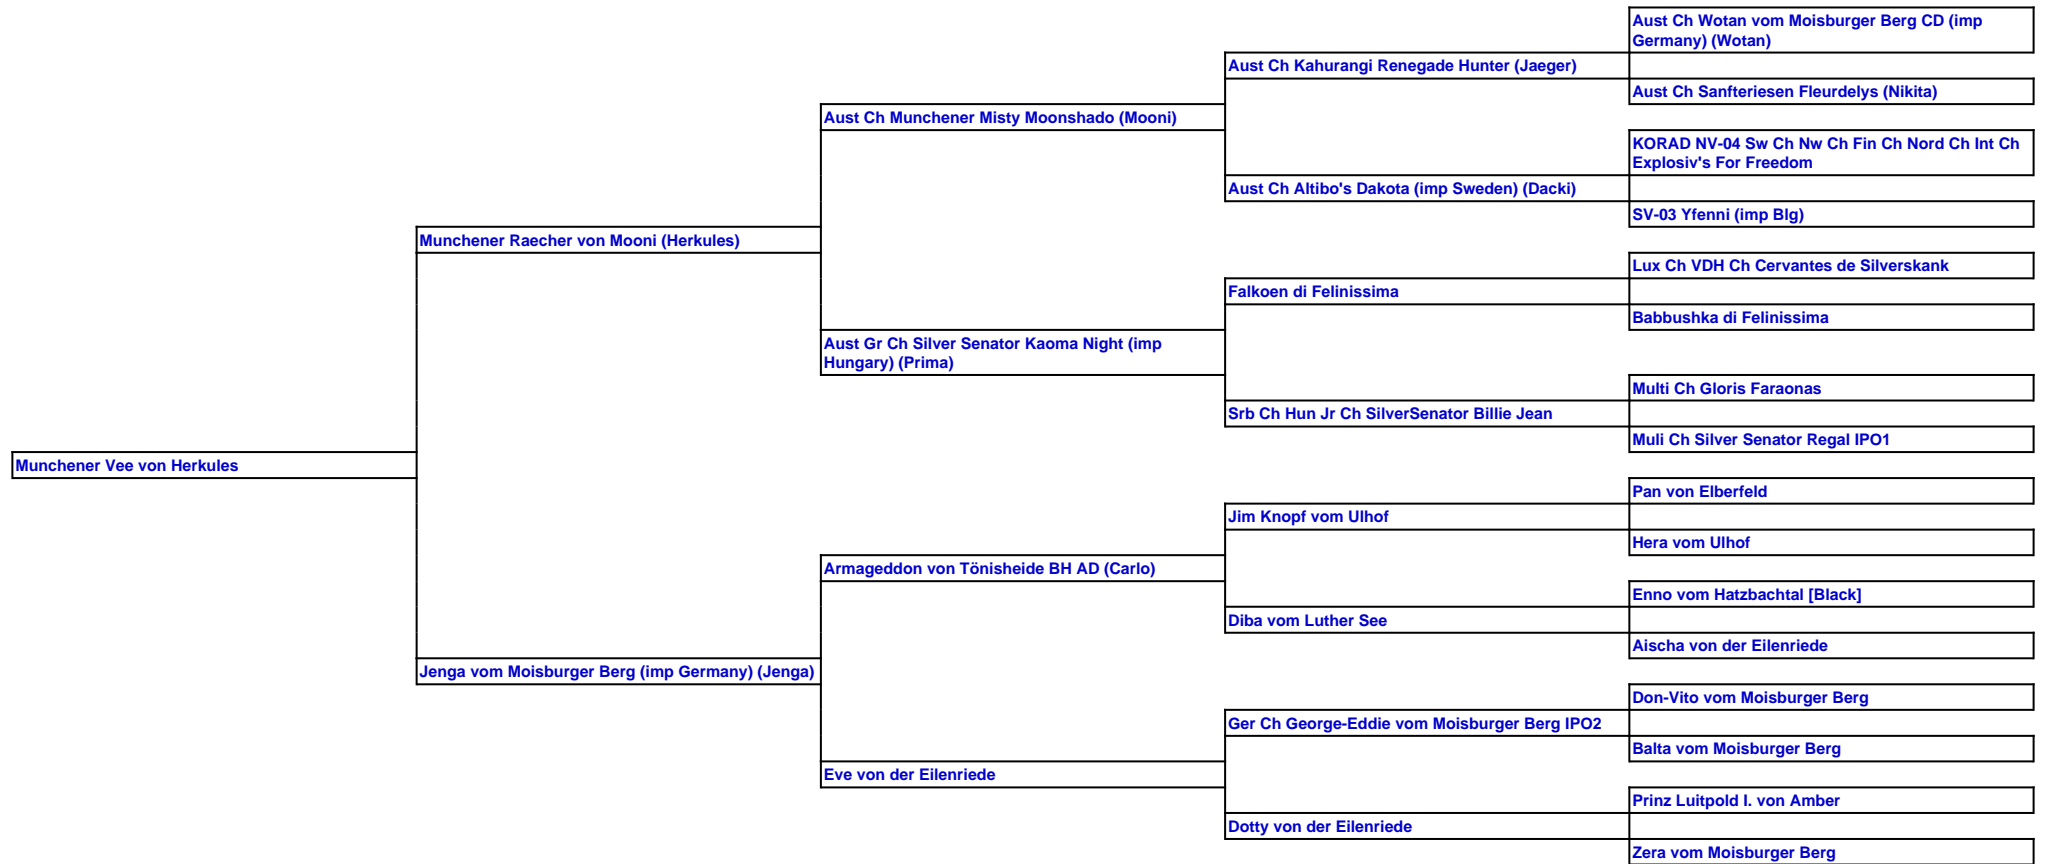 Aust Ch Wotan vom Moisburger Berg CD (imp
Germany) (Wotan)
Aust Ch Kahurangi Renegade Hunter (Jaeger)
Aust Ch Sanfteriesen Fleurdelys (Nikita)
Aust Ch Munchener Misty Moonshado (Mooni)
KORAD NV-04 Sw Ch Nw Ch Fin Ch Nord Ch Int Ch
Explosiv's For Freedom
Aust Ch Altibo's Dakota (imp Sweden) (Dacki)
SV-03 Yfenni (imp Blg)
Munchener Raecher von Mooni (Herkules)
Lux Ch VDH Ch Cervantes de Silverskank
Falkoen di Felinissima
Babbushka di Felinissima
Aust Gr Ch Silver Senator Kaoma Night (imp
Hungary) (Prima)
Multi Ch Gloris Faraonas
Srb Ch Hun Jr Ch SilverSenator Billie Jean
Muli Ch Silver Senator Regal IPO1
Munchener Vee von Herkules
Pan von Elberfeld
Jim Knopf vom Ulhof
Hera vom Ulhof
Armageddon von Tönisheide BH AD (Carlo)
Enno vom Hatzbachtal [Black]
Diba vom Luther See
Aischa von der Eilenriede
Jenga vom Moisburger Berg (imp Germany) (Jenga)
Don-Vito vom Moisburger Berg
Ger Ch George-Eddie vom Moisburger Berg IPO2
Balta vom Moisburger Berg
Eve von der Eilenriede
Prinz Luitpold I. von Amber
Dotty von der Eilenriede
Zera vom Moisburger Berg